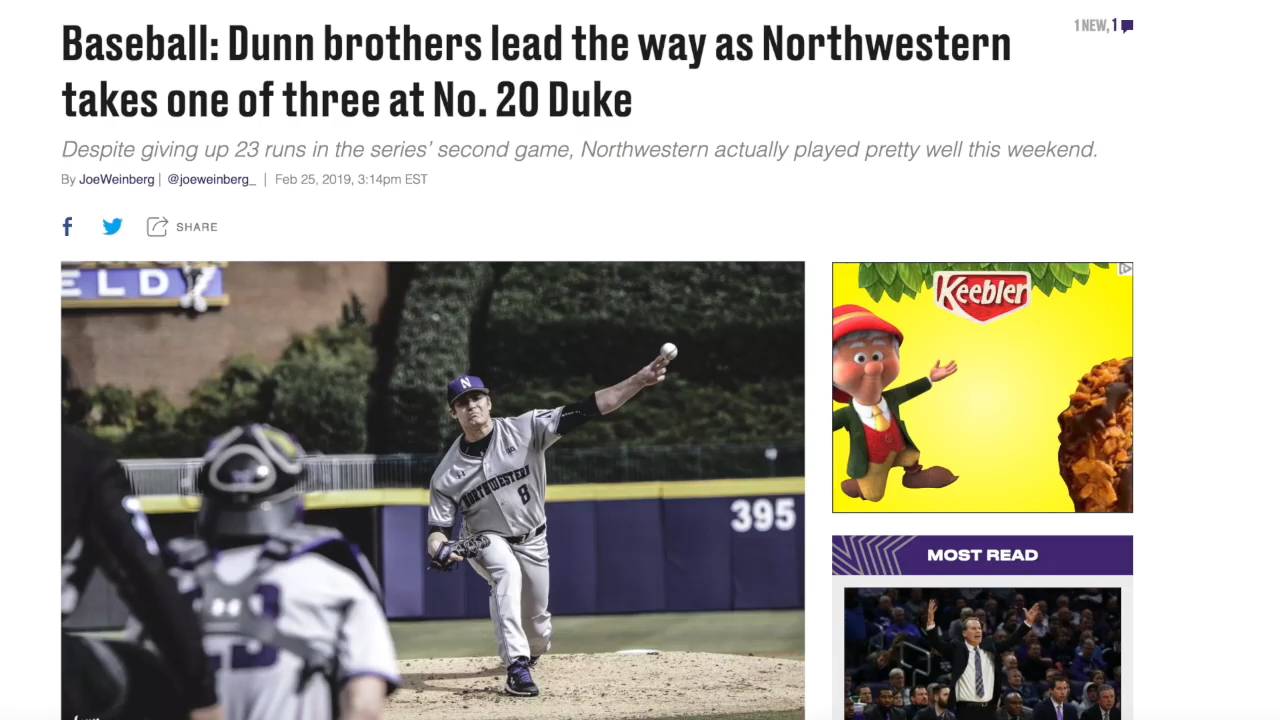 Baseball: Dunn brothers lead the way as Northwestern
takes one of three at No. 20 Duke
1 NEW, 1
Despite giving up 23 runs in the series' second game, Northwestern actually played pretty well this weekend.
By JoeWeinberg | @joeweinberg_ | Feb 25, 2019, 3:14pm EST
f SHARE
ELD
N
NORTHWESTERN
8
395
Keebler
MOST READ